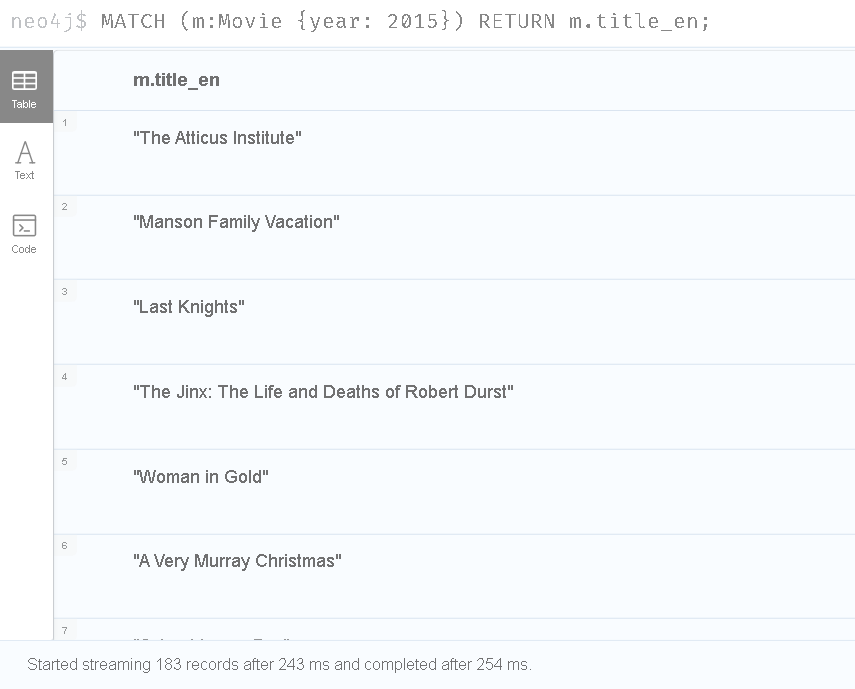 neo4j$ MATCH (m:Movie {year: 2015}) RETURN m.title_en;
Table
m.title_en
1
"The Atticus Institute"
Text
2
"Manson Family Vacation"
Code
3
"Last Knights"
4
"The Jinx: The Life and Deaths of Robert Durst"
5
"Woman in Gold"
6
"A Very Murray Christmas"
7
Started streaming 183 records after 243 ms and completed after 254 ms.